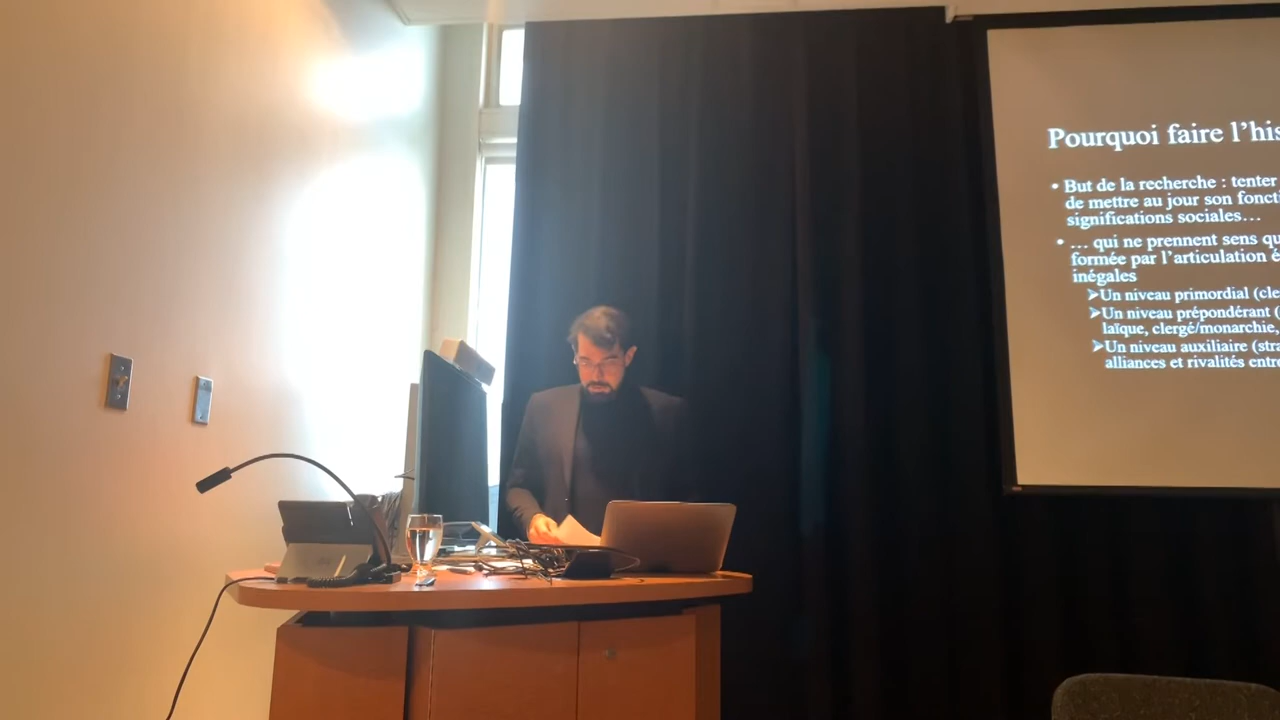 Pourquoi faire l’his
• But de la recherche : tenter
de mettre au jour son foncti
significations sociales…
• … qui ne prennent sens qu
formée par l’articulation é
inégales
➢Un niveau primordial (cle
➢Un niveau prépondérant (
laïque, clergé/monarchie,
➢Un niveau auxiliaire (stra
alliances et rivalités entre